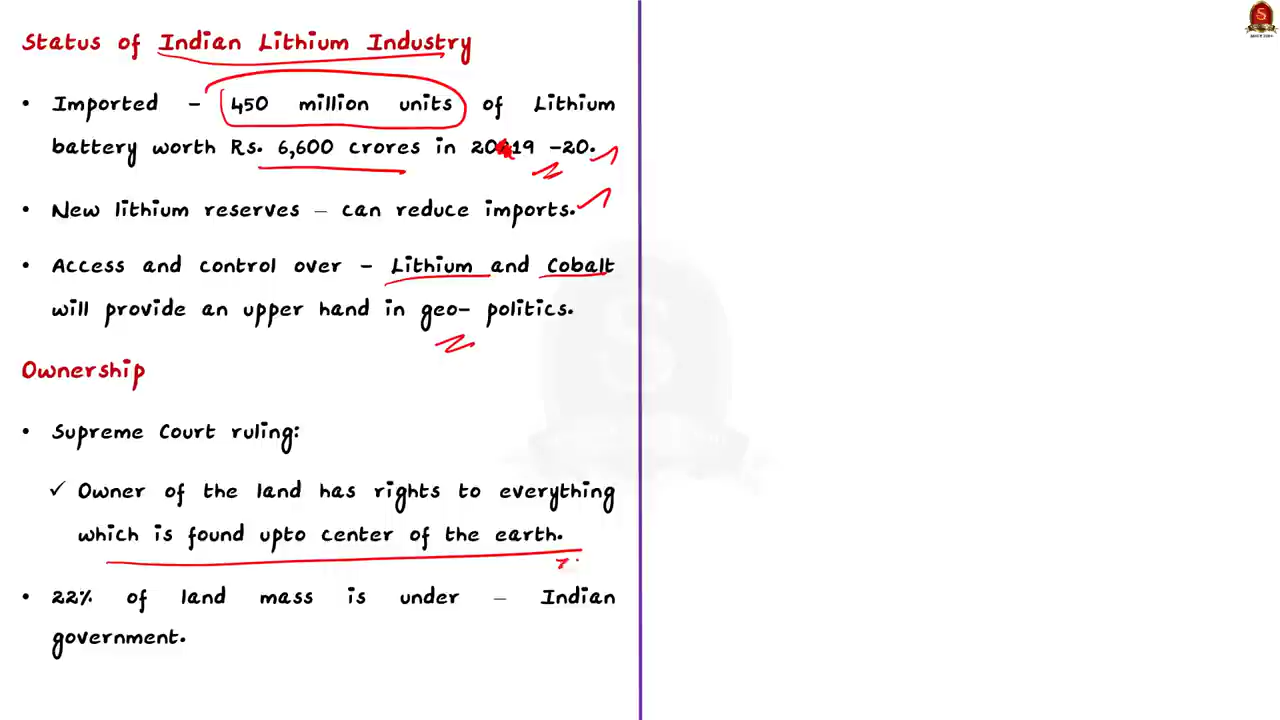 Status of Indian Lithium Industry
• Imported - 450 million units of Lithium
battery worth Rs. 6,600 crores in 2019 -20.
• New lithium reserves – can reduce imports.
• Access and control over - Lithium and Cobalt
will provide an upper hand in geo- politics.
Ownership
• Supreme Court ruling:
✓ Owner of the land has rights to everything
which is found upto center of the earth.
• 22% of land mass is under – Indian
government.